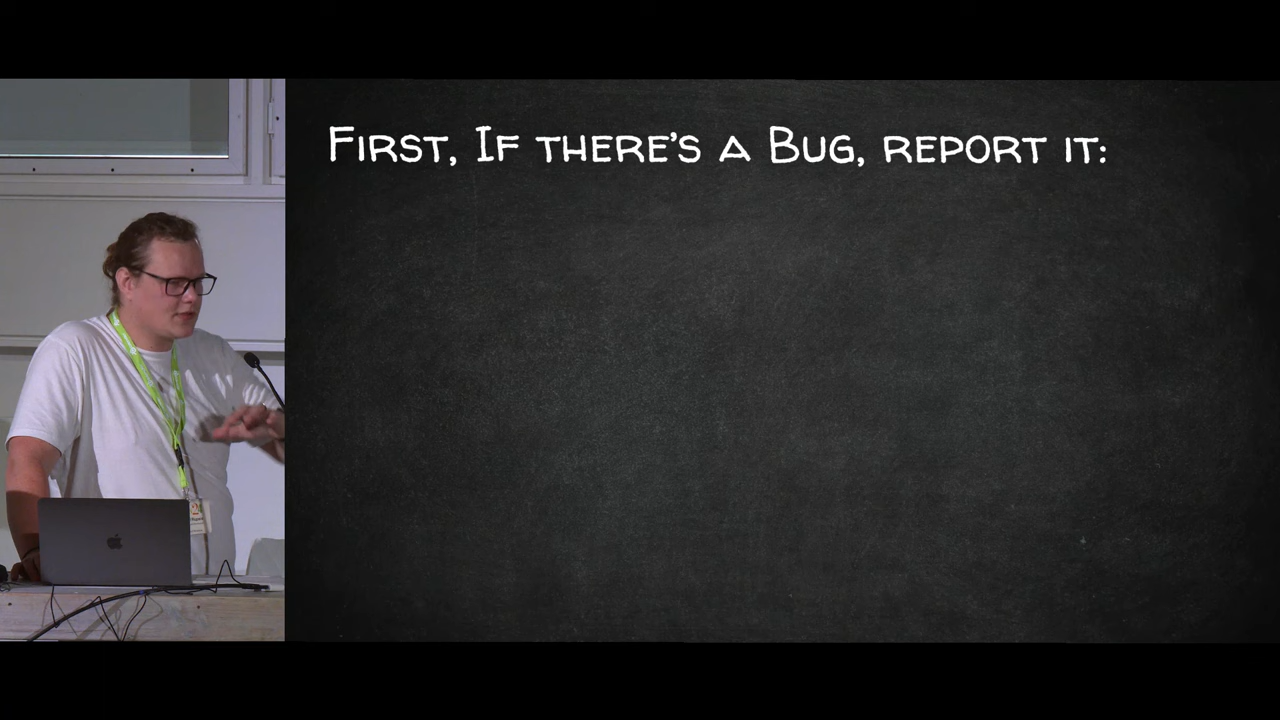 First, If there's a Bug, report it: